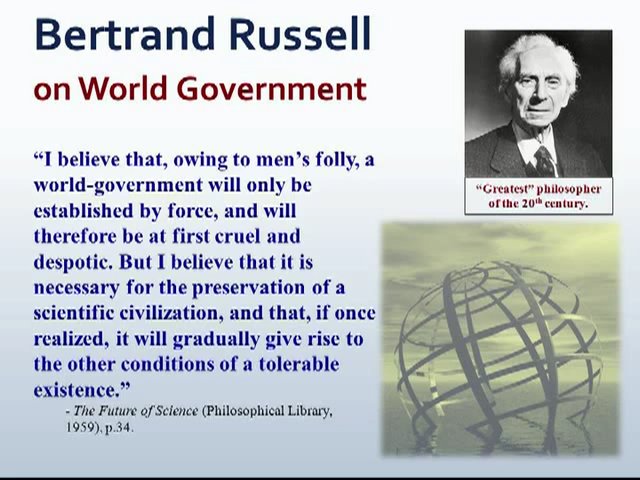 Bertrand Russell
on World Government
“I believe that, owing to men’s folly, a
world-government will only be
established by force, and will
therefore be at first cruel and
despotic. But I believe that it is
necessary for the preservation of a
scientific civilization, and that, if once
realized, it will gradually give rise to
the other conditions of a tolerable
existence.”
- The Future of Science (Philosophical Library,
1959), p.34.
“Greatest” philosopher
of the 20th century.